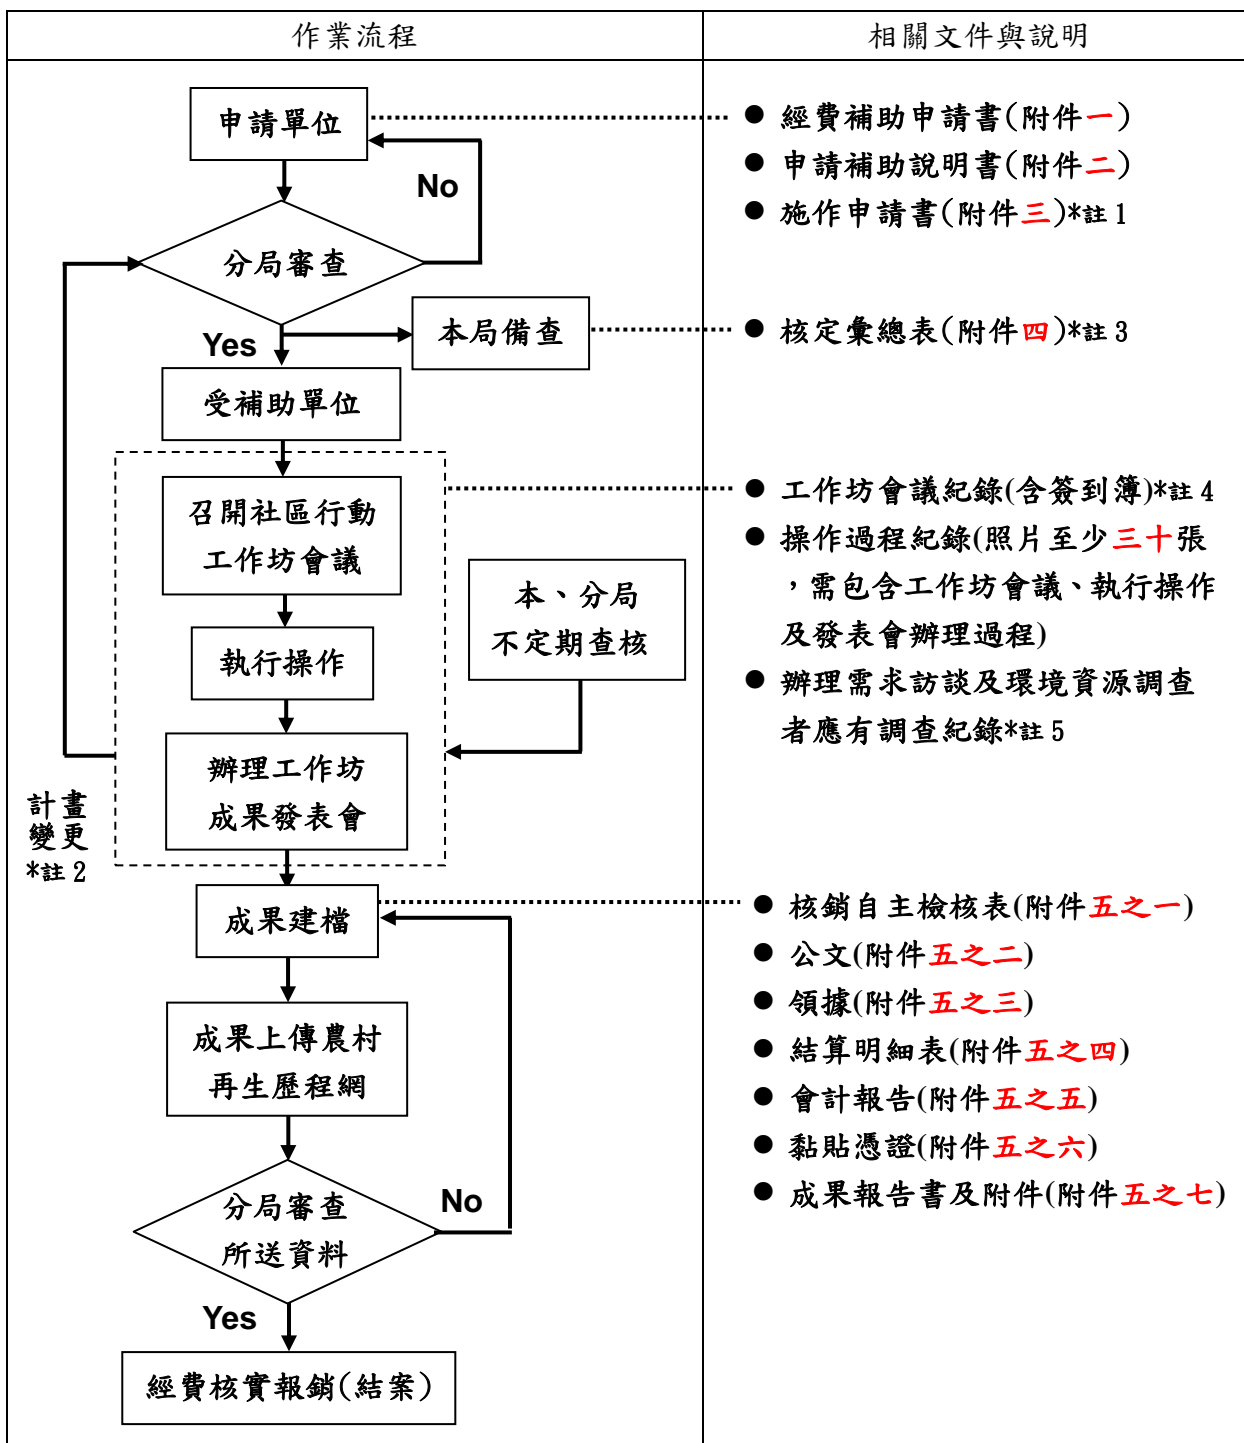 作業流程
相關文件與說明
申請單位
No
分局審查
Yes
本局備查
受補助單位
召開社區行動
工作坊會議
執行操作
辦理工作坊
成果發表會
本、分局
不定期查核
計畫
變更
*註 2
成果建檔
成果上傳農村
再生歷程網
分局審查
所送資料
No
Yes
經費核實報銷(結案)
● 經費補助申請書(附件一)
● 申請補助說明書(附件二)
● 施作申請書(附件三)*註 1
● 核定彙總表(附件四)*註 3
● 工作坊會議紀錄(含簽到簿)*註 4
● 操作過程紀錄(照片至少三十張
，需包含工作坊會議、執行操作
及發表會辦理過程)
● 辦理需求訪談及環境資源調查
者應有調查紀錄*註 5
● 核銷自主檢核表(附件五之一)
● 公文(附件五之二)
● 領據(附件五之三)
● 結算明細表(附件五之四)
● 會計報告(附件五之五)
● 黏貼憑證(附件五之六)
● 成果報告書及附件(附件五之七)